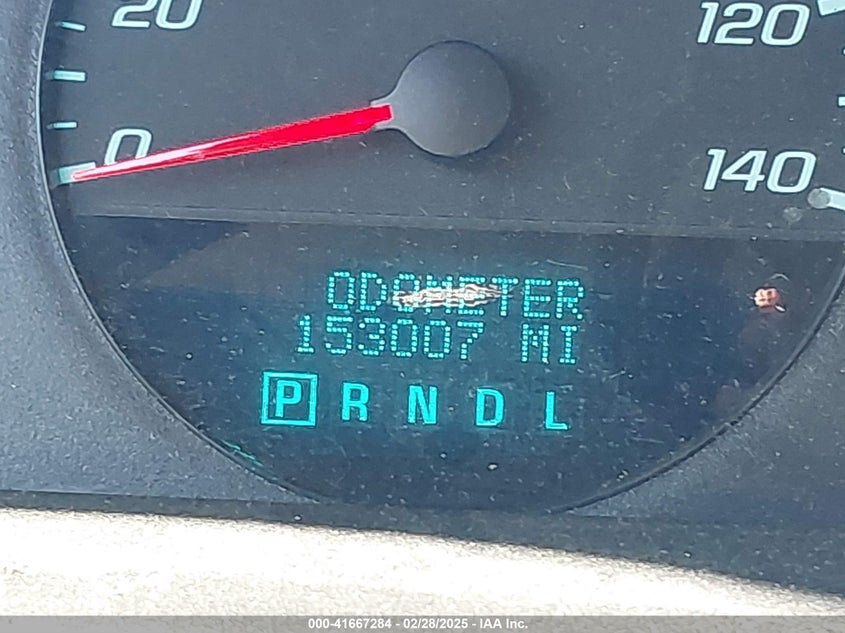 20
120
0
140
ODOMETER
153007 MI
P R N D L
000-41667284 - 02/28/2025 - IAA Inc.